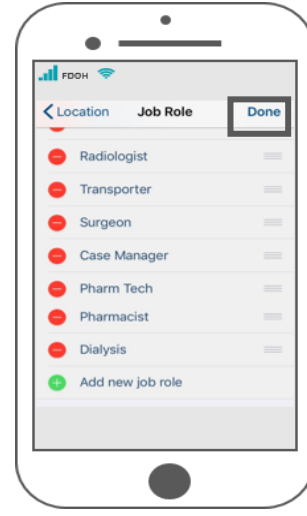 FDOH
Location Job Role Done
Radiologist
Transporter
Surgeon
Case Manager
Pharm Tech
Pharmacist
Dialysis
Add new job role